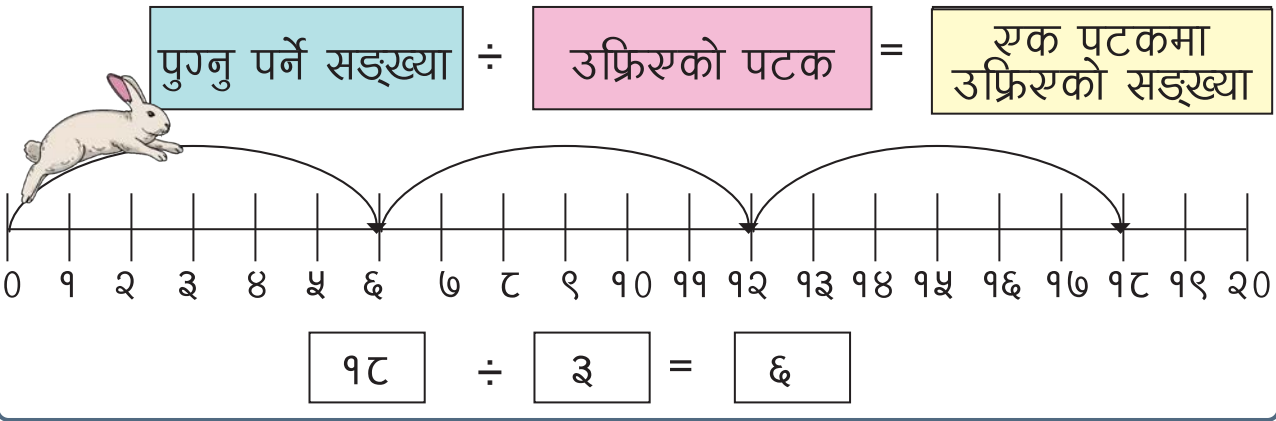 पुग्नु पर्ने सङ्ख्या ÷ उफ्रिएको पटक = एक पटकमा
उफ्रिएको सङ्ख्या
० १ २ ३ ४ ५ ६ ७ ८ ९ १० ११ १२ १३ १४ १५ १६ १७ १८ १९ २०
१८ ÷ ३ = ६